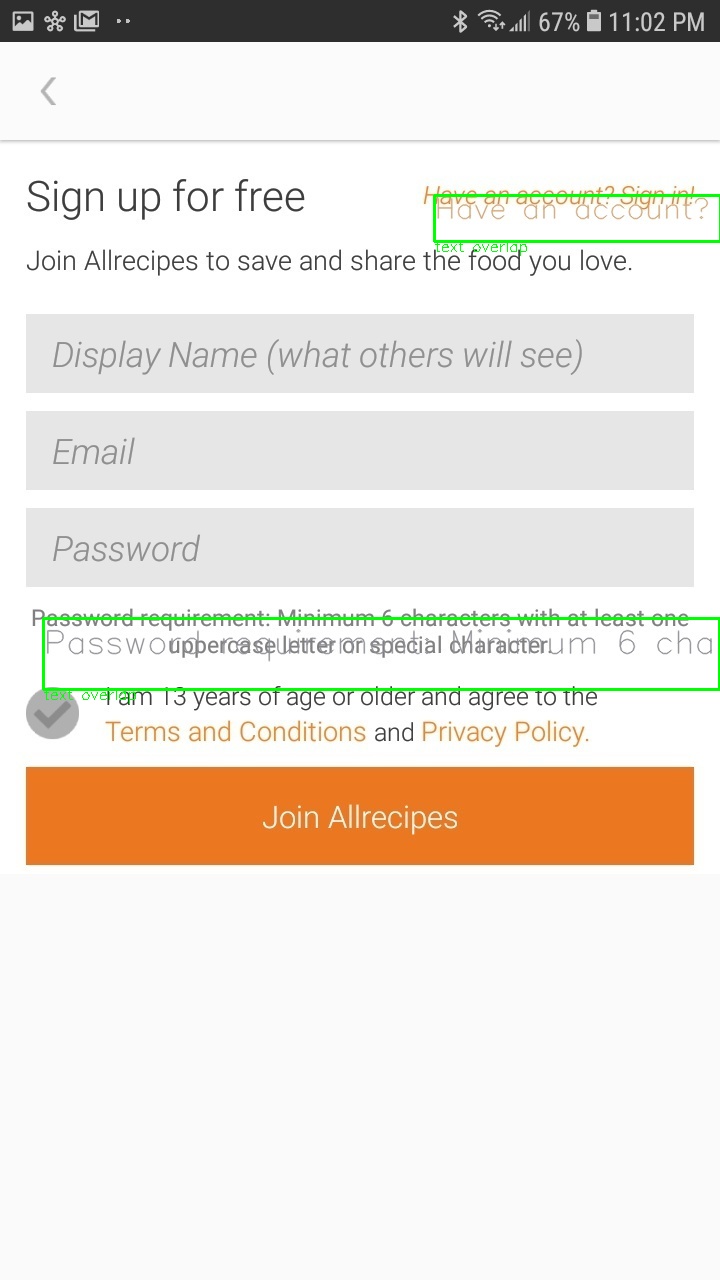 67% 11:02 PM
Sign up for free
Have an account? Sign in!
Have an account?
text overlap
Join Allrecipes to save and share the food you love.
Display Name (what others will see)
Email
Password
Password requirement: Minimum 6 characters with at least one
uppercase letter or special character.
Password requirement: Minimum 6 cha
text overlap
I am 13 years of age or older and agree to the
Terms and Conditions and Privacy Policy.
Join Allrecipes